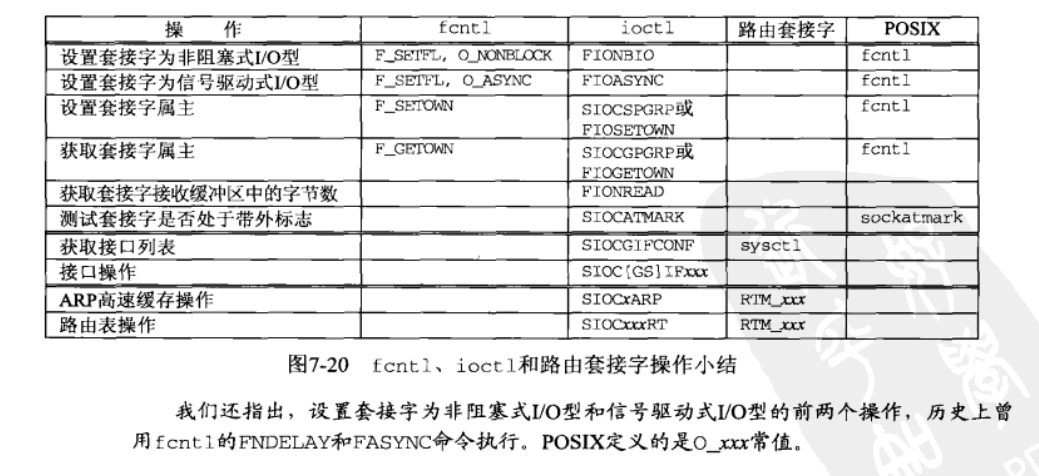 操 作 fcntl ioctl 路由套接字 POSIX
设置套接字为非阻塞式I/O型 F_SETFL, O_NONBLOCK FIONBIO fcntl
设置套接字为信号驱动式I/O型 F_SETFL, O_ASYNC FIOASYNC fcntl
设置套接字属主 F_SETOWN SIOCSPGRP或 fcntl
FIOSETOWN
获取套接字属主 F_GETOWN SIOCGPGRP或 fcntl
FIOGETOWN
获取套接字接收缓冲区中的字节数 FIONREAD
测试套接字是否处于带外标志 SIOCATMARK sockatmark
获取接口列表 SIOCGIFCONF sysctl
接口操作 SIOC[GS]IFxxx
ARP高速缓存操作 SIOCxARP RTM_xxx
路由表操作 SIOCxxxRT RTM_xxx
图7-20 fcntl、ioctl和路由套接字操作小结
我们还指出，设置套接字为非阻塞式I/O型和信号驱动式I/O型的前两个操作，历史上曾
用fcntl的FNDELAY和FASYNC命令执行。POSIX定义的是O_xxx常值。